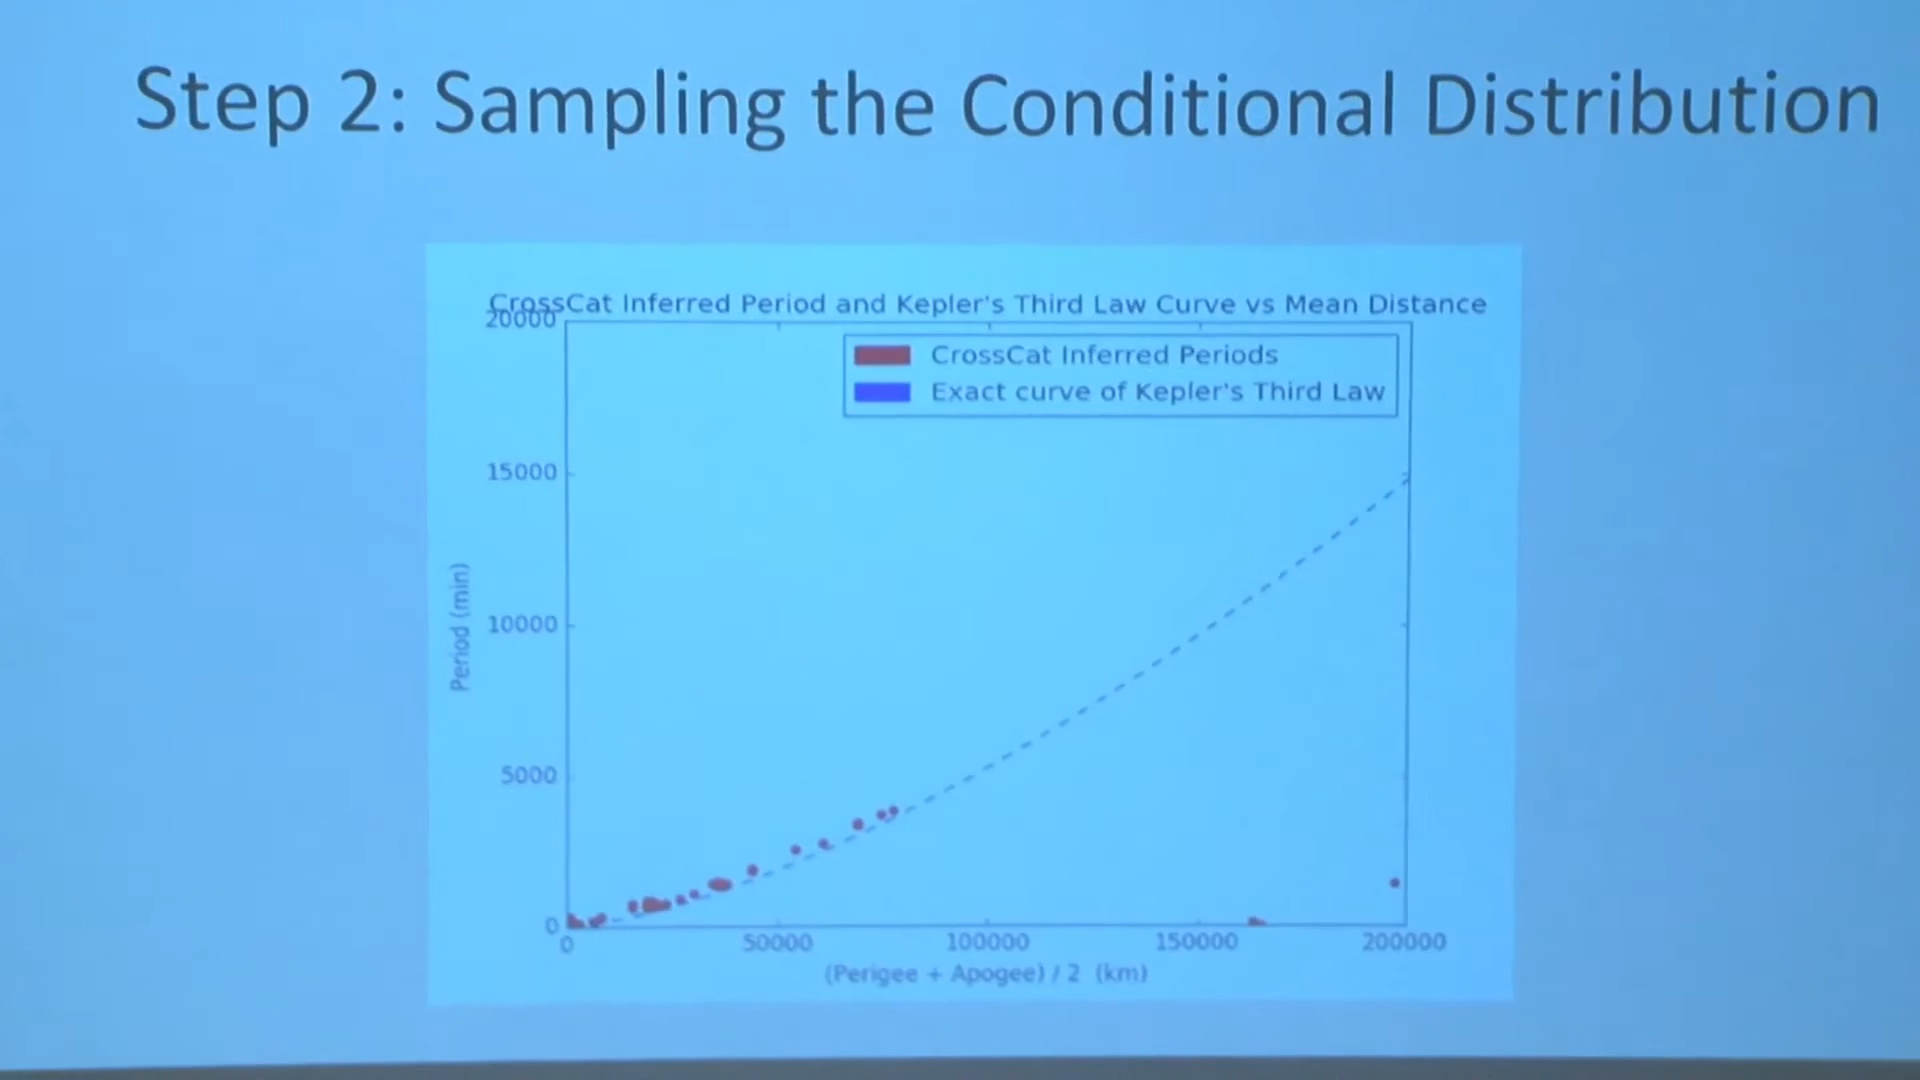 Step 2: Sampling the Conditional Distribution
CrossCat Inferred Period and Kepler's Third Law Curve vs Mean Distance
20000
CrossCat Inferred Periods
Exact curve of Kepler's Third Law
15000
10000
5000
0
Period (min)
0 50000 100000 150000 200000
(Perigee + Apogee) / 2 (km)